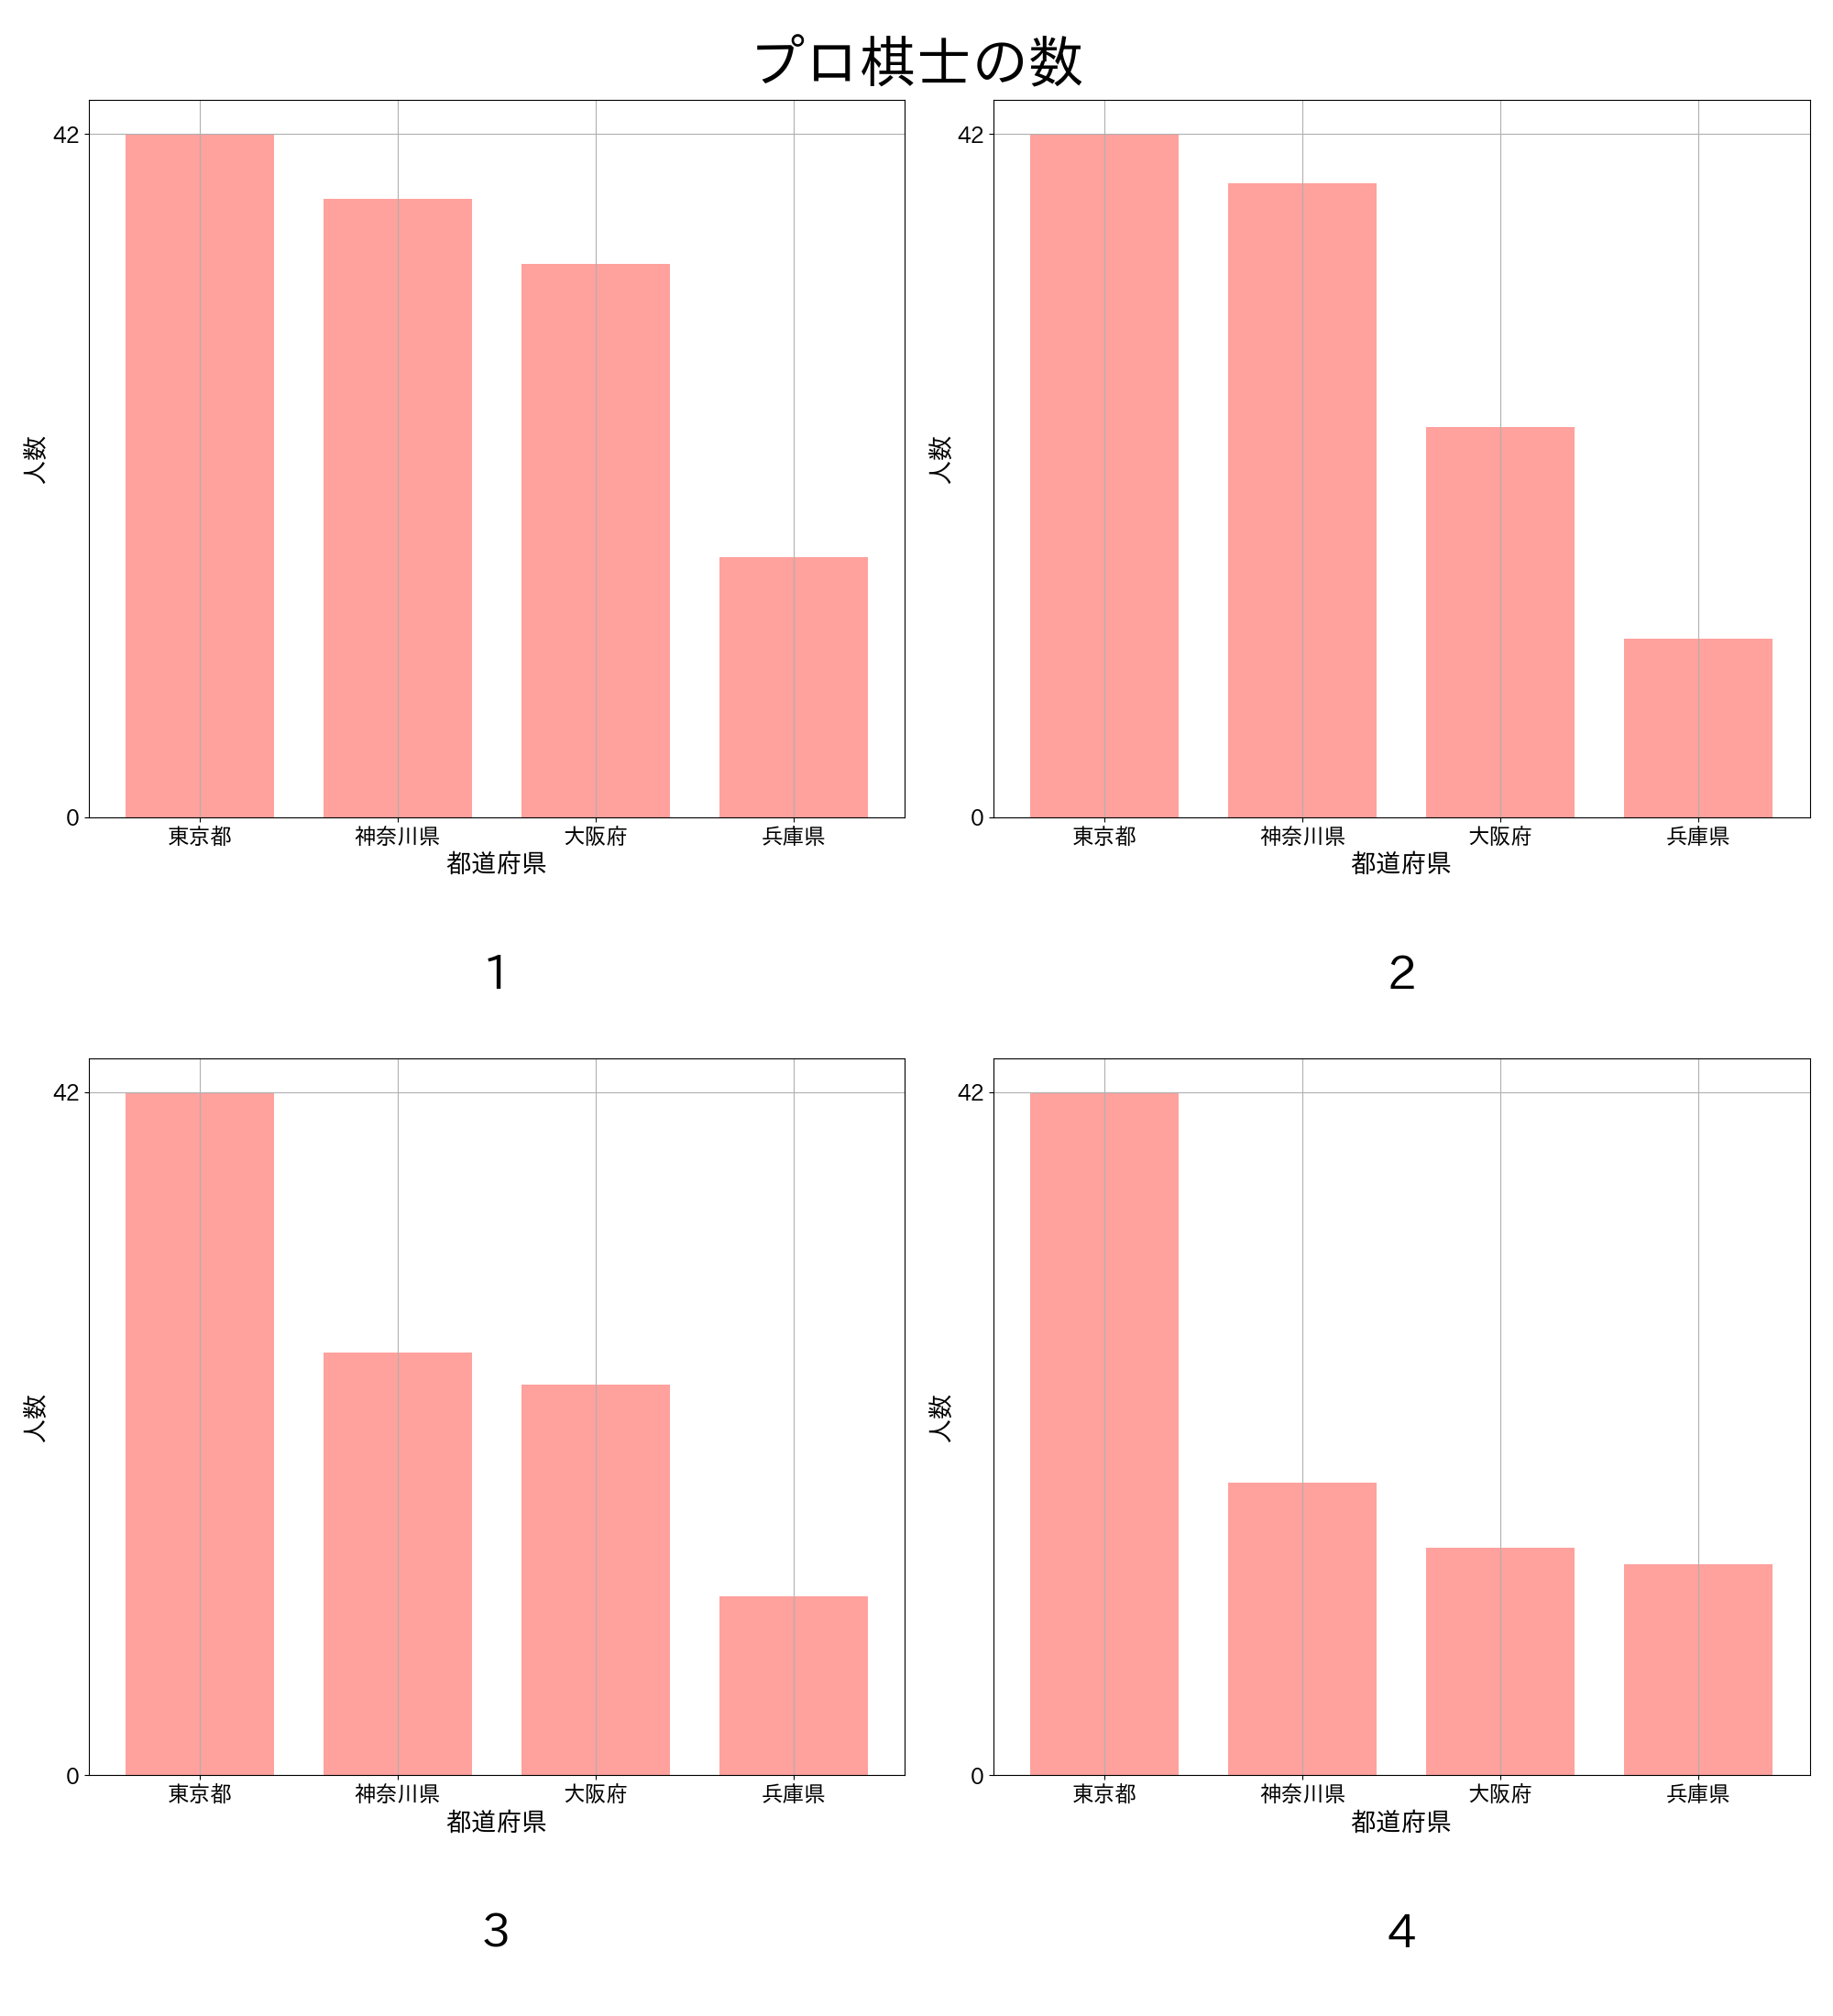 プロ棋士の数
42
0
人数
東京都 神奈川県 大阪府 兵庫県
都道府県
1
42
0
人数
東京都 神奈川県 大阪府 兵庫県
都道府県
2
42
0
人数
東京都 神奈川県 大阪府 兵庫県
都道府県
3
42
0
人数
東京都 神奈川県 大阪府 兵庫県
都道府県
4